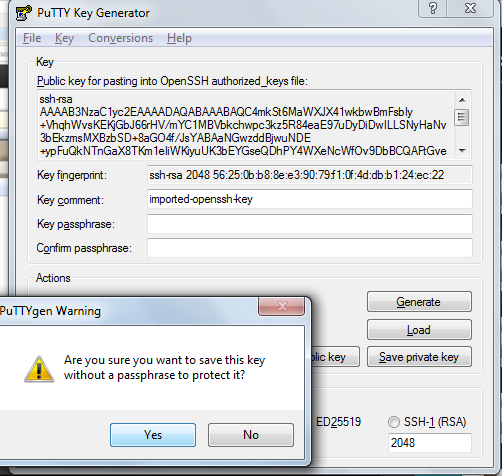 PuTTY Key Generator
File Key Conversions Help
Key
Public key for pasting into OpenSSH authorized_keys file:
ssh-rsa
AAAAB3NzaC1yc2EAAAADAQABAAABAQC4mkSt6MaWXJX41wkbwBmFsbly
+VhqhWvsKEKjGbJ66rHV/mYC1MBVbkchwpc3kz5R84eaE97uDyDiDwILLSNyHaNv
3bEkzmsMXBzbSD+8aGO4f/JsYABAaNGwzddBjwuNDE
+ypFuQkNTnGaX8TKm1eIiWKiyuUK3bEYGseQDhPY4WXeNcWfOv9DbBCQAftGve
Key fingerprint: ssh-rsa 2048 56:25:0b:b8:8e:e3:90:79:f1:0f:4d:db:b1:24:ec:22
Key comment: imported-openssh-key
Key passphrase:
Confirm passphrase:
Actions
Generate
Load
PuTTYgen Warning
Are you sure you want to save this key
without a passphrase to protect it?
Yes No
key Save private key
ED25519 SSH-1 (RSA)
2048